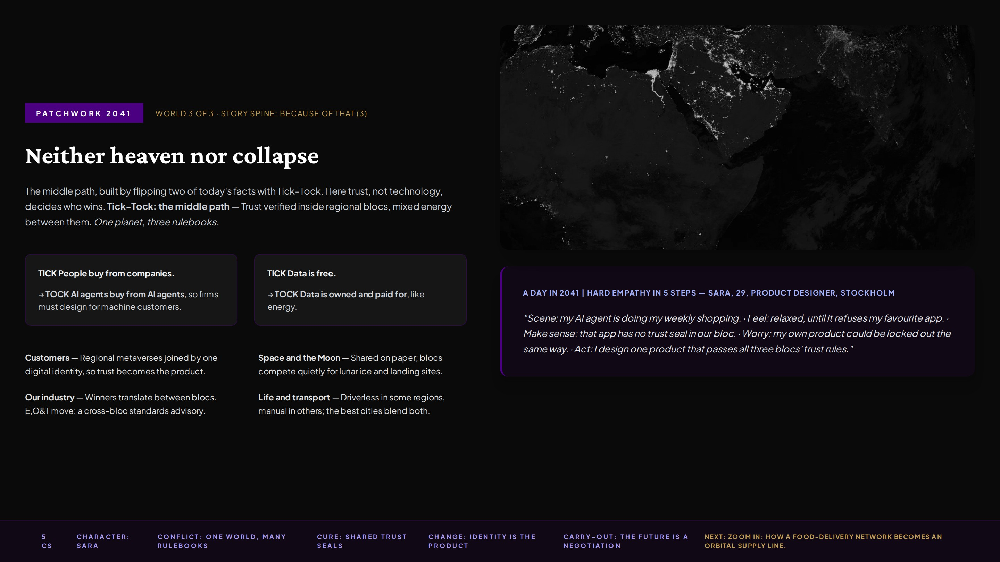 PATCHWORK 2041
WORLD 3 OF 3 · STORY SPINE: BECAUSE OF THAT (3)
Neither heaven nor collapse
The middle path, built by flipping two of today's facts with Tick-Tock. Here trust, not technology,
decides who wins. Tick-Tock: the middle path — Trust verified inside regional blocs, mixed energy
between them. One planet, three rulebooks.
TICK People buy from companies.
→ TOCK AI agents buy from AI agents, so firms
must design for machine customers.
TICK Data is free.
→ TOCK Data is owned and paid for, like
energy.
Customers — Regional metaverses joined by one
digital identity, so trust becomes the product.
Space and the Moon — Shared on paper; blocs
compete quietly for lunar ice and landing sites.
Our industry — Winners translate between blocs.
E,O&T move: a cross-bloc standards advisory.
Life and transport — Driverless in some regions,
manual in others; the best cities blend both.
A DAY IN 2041 | HARD EMPATHY IN 5 STEPS — SARA, 29, PRODUCT DESIGNER, STOCKHOLM
"Scene: my AI agent is doing my weekly shopping. · Feel: relaxed, until it refuses my favourite app. ·
Make sense: that app has no trust seal in our bloc. · Worry: my own product could be locked out the
same way. · Act: I design one product that passes all three blocs' trust rules."
5
CS
CHARACTER:
SARA
CONFLICT: ONE WORLD, MANY
RULEBOOKS
CURE: SHARED TRUST
SEALS
CHANGE: IDENTITY IS THE
PRODUCT
CARRY-OUT: THE FUTURE IS A
NEGOTIATION
NEXT: ZOOM IN: HOW A FOOD-DELIVERY NETWORK BECOMES AN
ORBITAL SUPPLY LINE.